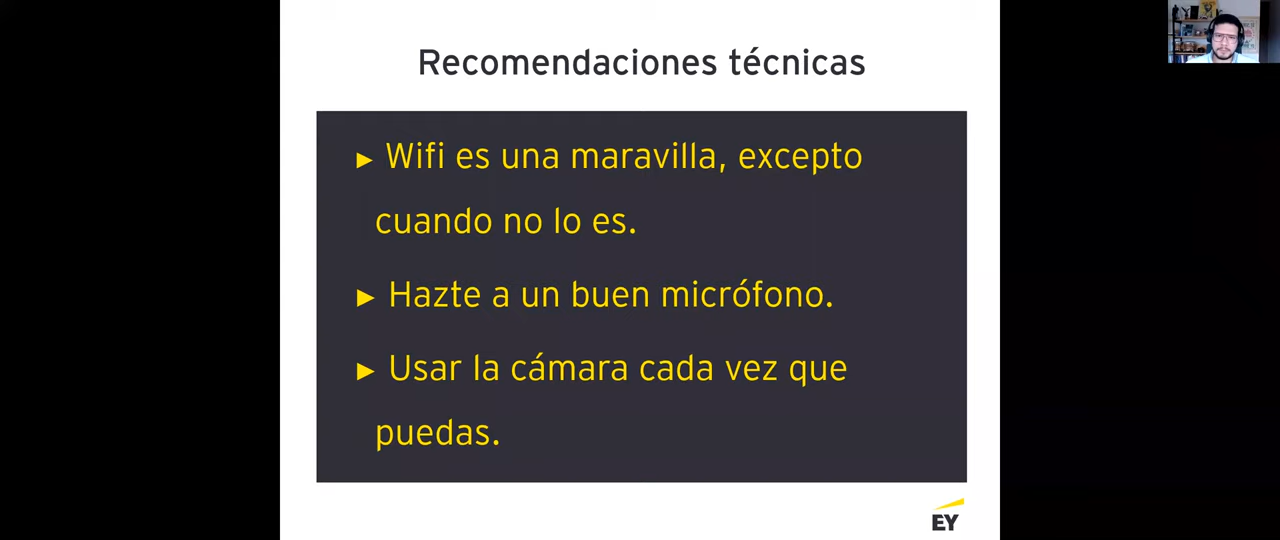 Recomendaciones técnicas
► Wifi es una maravilla, excepto
cuando no lo es.
► Hazte a un buen micrófono.
► Usar la cámara cada vez que
puedas.
EY